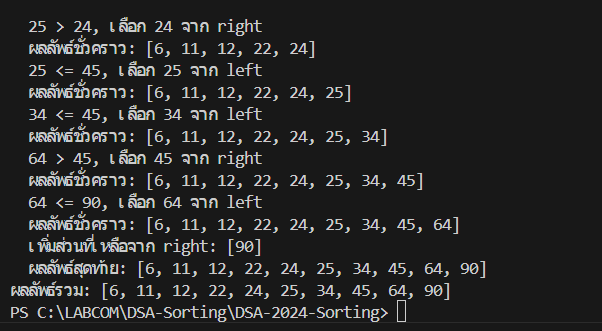 25 > 24, เลือก 24 จาก right
ผลลัพธ์ชั่วคราว: [6, 11, 12, 22, 24]
25 <= 45, เลือก 25 จาก left
ผลลัพธ์ชั่วคราว: [6, 11, 12, 22, 24, 25]
34 <= 45, เลือก 34 จาก left
ผลลัพธ์ชั่วคราว: [6, 11, 12, 22, 24, 25, 34]
64 > 45, เลือก 45 จาก right
ผลลัพธ์ชั่วคราว: [6, 11, 12, 22, 24, 25, 34, 45]
64 <= 90, เลือก 64 จาก left
ผลลัพธ์ชั่วคราว: [6, 11, 12, 22, 24, 25, 34, 45, 64]
เพิ่มส่วนที่เหลือจาก right: [90]
ผลลัพธ์สุดท้าย: [6, 11, 12, 22, 24, 25, 34, 45, 64, 90]
ผลลัพธ์รวม: [6, 11, 12, 22, 24, 25, 34, 45, 64, 90]
PS C:\LABCOM\DSA-Sorting\DSA-2024-Sorting>